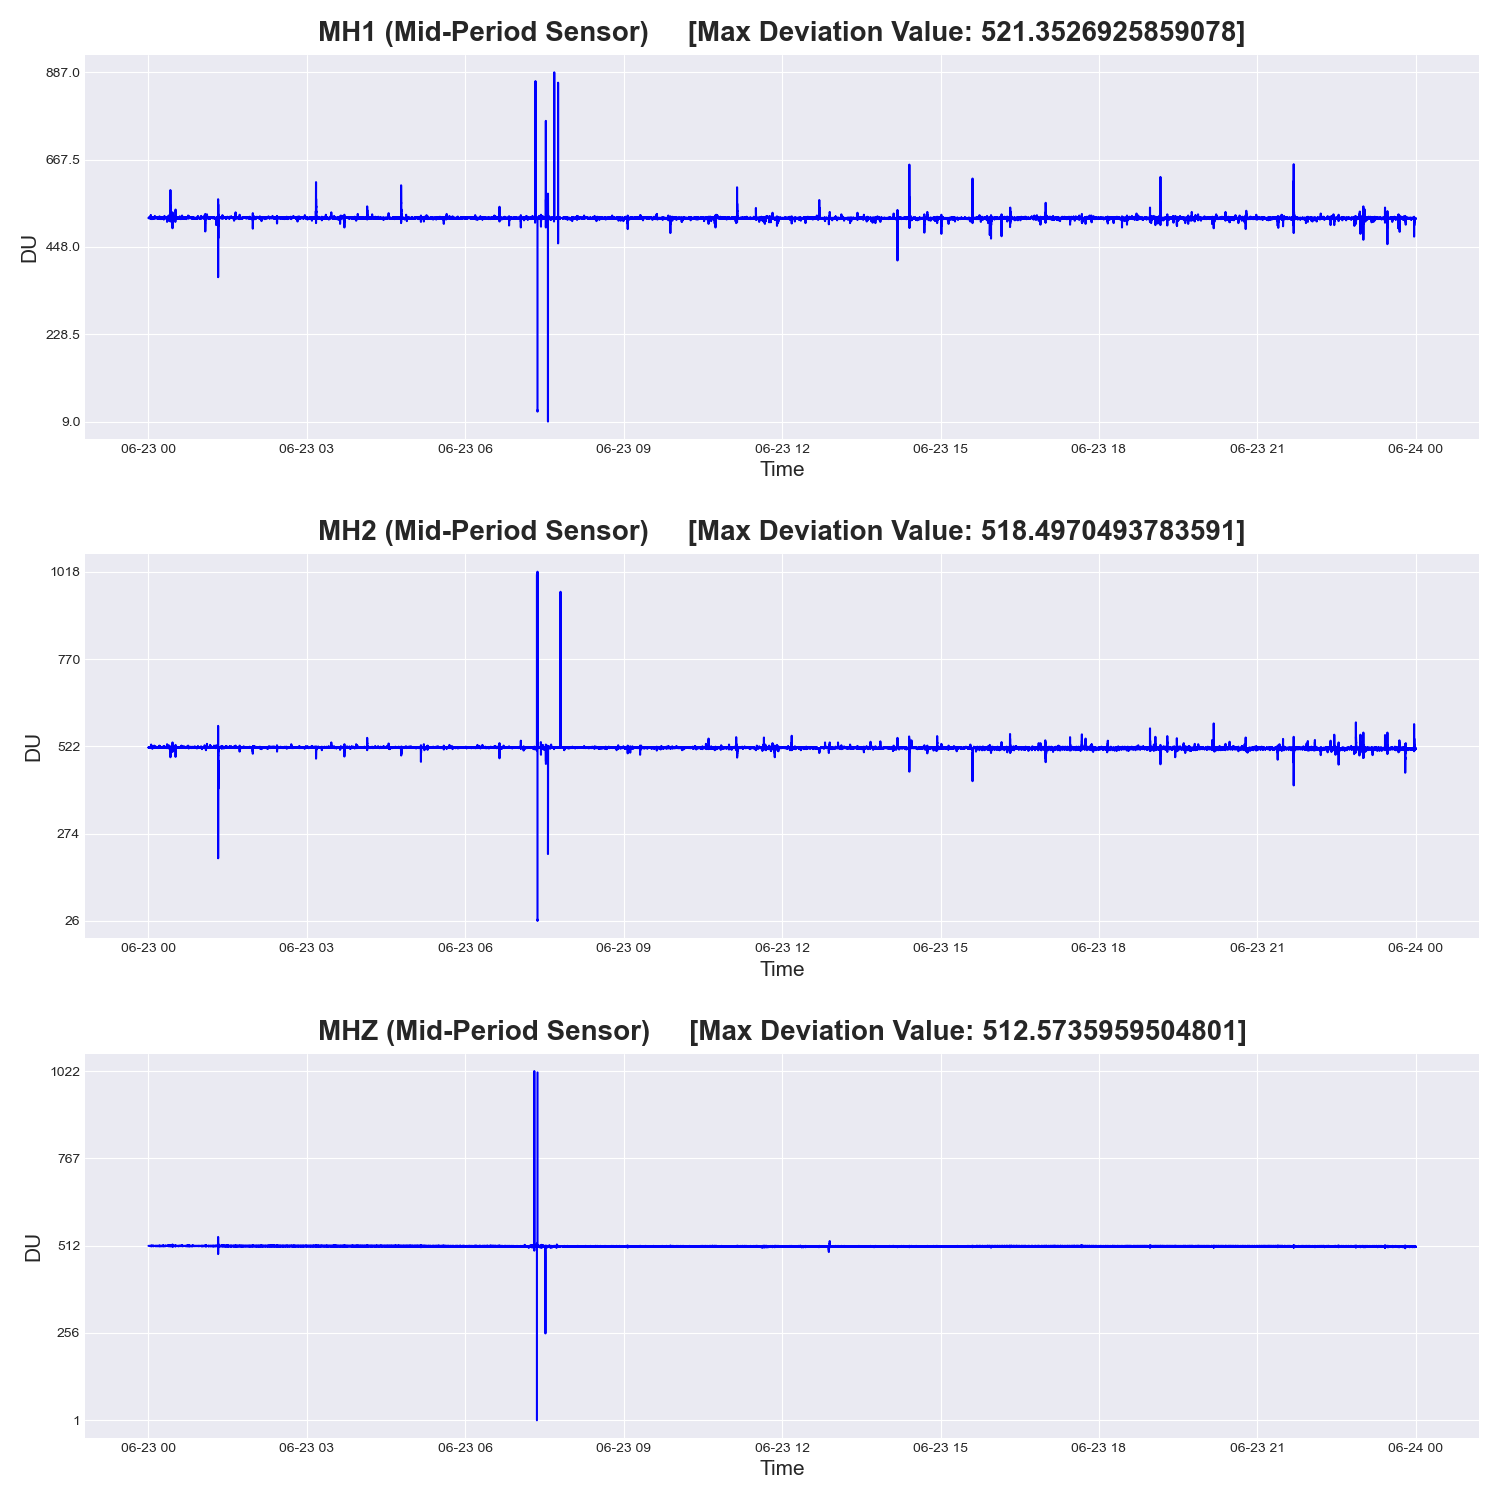 MH1 (Mid-Period Sensor) [Max Deviation Value: 521.3526925859078]
887.0
667.5
448.0
228.5
9.0
DU
06-23 00 06-23 03 06-23 06 06-23 09 06-23 12 06-23 15 06-23 18 06-23 21 06-24 00
Time
MH2 (Mid-Period Sensor) [Max Deviation Value: 518.4970493783591]
1018
770
522
274
26
DU
06-23 00 06-23 03 06-23 06 06-23 09 06-23 12 06-23 15 06-23 18 06-23 21 06-24 00
Time
MHZ (Mid-Period Sensor) [Max Deviation Value: 512.5735959504801]
1022
767
512
256
1
DU
06-23 00 06-23 03 06-23 06 06-23 09 06-23 12 06-23 15 06-23 18 06-23 21 06-24 00
Time